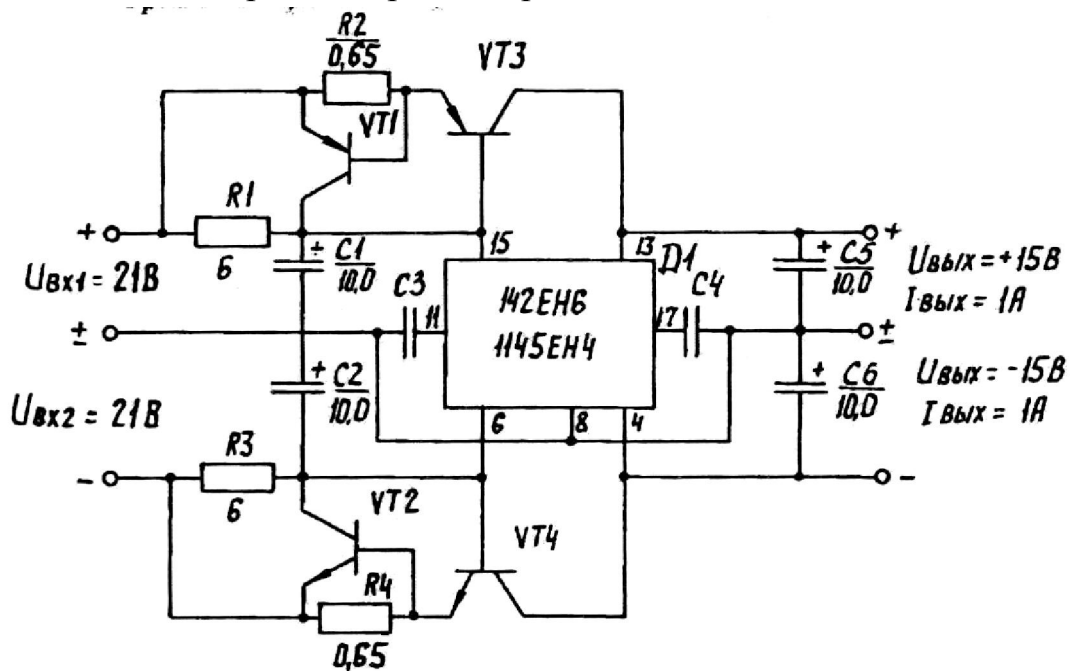 R2
0,65
VT3
VT1
R1
6
+
Uвх1 = 21В
±
Uвх2 = 21В
-
C1
10,0
C3
11
15
13
D1
142ЕН6
1145ЕН4
17
C4
+
C5
10,0
+
Uвых = +15В
Iвых = 1А
±
+
C2
10,0
6
8
4
+
C6
10,0
Uвых = -15В
Iвых = 1А
-
R3
6
VT2
VT4
R4
0,65